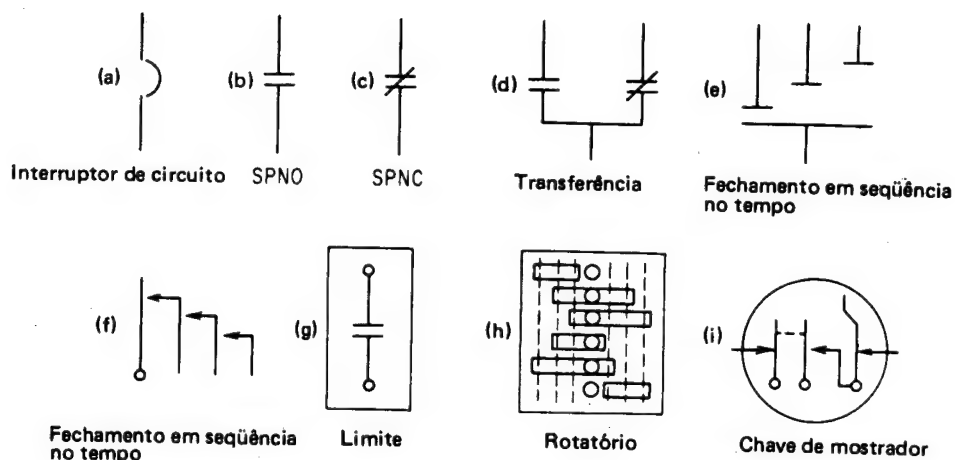 (a)
(b)
(c)
(d)
(e)
Interruptor de circuito
SPNO
SPNC
Transferência
Fechamento em seqüência
no tempo
(f)
(g)
(h)
(i)
Fechamento em seqüência
no tempo
Limite
Rotatório
Chave de mostrador